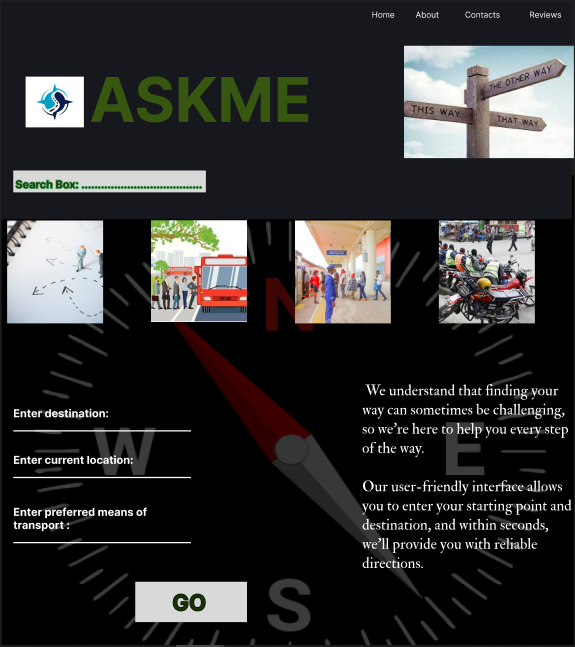 Home About Contacts Reviews
ASKME
THE OTHER WAY
THIS WAY
THAT WAY
Search Box: .......................................
N
Enter destination:
W
E
Enter current location:
Enter preferred means of
transport :
We understand that finding your
way can sometimes be challenging,
so we're here to help you every step
of the way.
Our user-friendly interface allows
you to enter your starting point and
destination, and within seconds,
we'll provide you with reliable
directions.
GO
S